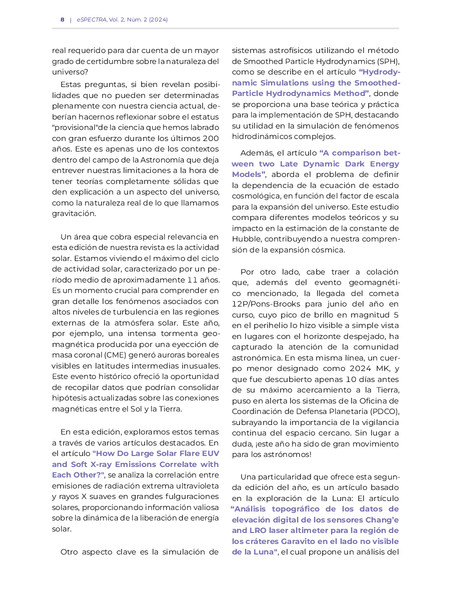 8 | eSPECTRA, Vol. 2, Núm. 2 (2024)
real requerido para dar cuenta de un mayor
grado de certidumbre sobre la naturaleza del
universo?
Estas preguntas, si bien revelan posibi-
lidades que no pueden ser determinadas
plenamente con nuestra ciencia actual, de-
berían hacernos reflexionar sobre el estatus
"provisional"de la ciencia que hemos labrado
con gran esfuerzo durante los últimos 200
años. Este es apenas uno de los contextos
dentro del campo de la Astronomía que deja
entrever nuestras limitaciones a la hora de
tener teorías completamente sólidas que
den explicación a un aspecto del universo,
como la naturaleza real de lo que llamamos
gravitación.
Un área que cobra especial relevancia en
esta edición de nuestra revista es la actividad
solar. Estamos viviendo el máximo del ciclo
de actividad solar, caracterizado por un pe-
ríodo medio de aproximadamente 11 años.
Es un momento crucial para comprender en
gran detalle los fenómenos asociados con
altos niveles de turbulencia en las regiones
externas de la atmósfera solar. Este año,
por ejemplo, una intensa tormenta geo-
magnética producida por una eyección de
masa coronal (CME) generó auroras boreales
visibles en latitudes intermedias inusuales.
Este evento histórico ofreció la oportunidad
de recopilar datos que podrían consolidar
hipótesis actualizadas sobre las conexiones
magnéticas entre el Sol y la Tierra.
En esta edición, exploramos estos temas
a través de varios artículos destacados. En
el artículo "How Do Large Solar Flare EUV
and Soft X-ray Emissions Correlate with
Each Other?", se analiza la correlación entre
emisiones de radiación extrema ultravioleta
y rayos X suaves en grandes fulguraciones
solares, proporcionando información valiosa
sobre la dinámica de la liberación de energía
solar.
Otro aspecto clave es la simulación de
sistemas astrofísicos utilizando el método
de Smoothed Particle Hydrodynamics (SPH),
como se describe en el artículo "Hydrody-
namic Simulations using the Smoothed-
Particle Hydrodynamics Method", donde
se proporciona una base teórica y práctica
para la implementación de SPH, destacando
su utilidad en la simulación de fenómenos
hidrodinámicos complejos.
Además, el artículo "A comparison bet-
ween two Late Dynamic Dark Energy
Models", aborda el problema de definir
la dependencia de la ecuación de estado
cosmológica, en función del factor de escala
para la expansión del universo. Este estudio
compara diferentes modelos teóricos y su
impacto en la estimación de la constante de
Hubble, contribuyendo a nuestra compren-
sión de la expansión cósmica.
Por otro lado, cabe traer a colación
que, además del evento geomagnéti-
co mencionado, la llegada del cometa
12P/Pons-Brooks para junio del año en
curso, cuyo pico de brillo en magnitud 5
en el perihelio lo hizo visible a simple vista
en lugares con el horizonte despejado, ha
capturado la atención de la comunidad
astronómica. En esta misma línea, un cuer-
po menor designado como 2024 MK, y
que fue descubierto apenas 10 días antes
de su máximo acercamiento a la Tierra,
puso en alerta los sistemas de la Oficina de
Coordinación de Defensa Planetaria (PDCO),
subrayando la importancia de la vigilancia
continua del espacio cercano. Sin lugar a
duda, ¡este año ha sido de gran movimiento
para los astrónomos!
Una particularidad que ofrece esta segun-
da edición del año, es un artículo basado
en la exploración de la Luna: El artículo
"Análisis topográfico de los datos de
elevación digital de los sensores Chang'e
and LRO laser altimeter para la región de
los cráteres Garavito en el lado no visible
de la Luna", el cual propone un análisis del